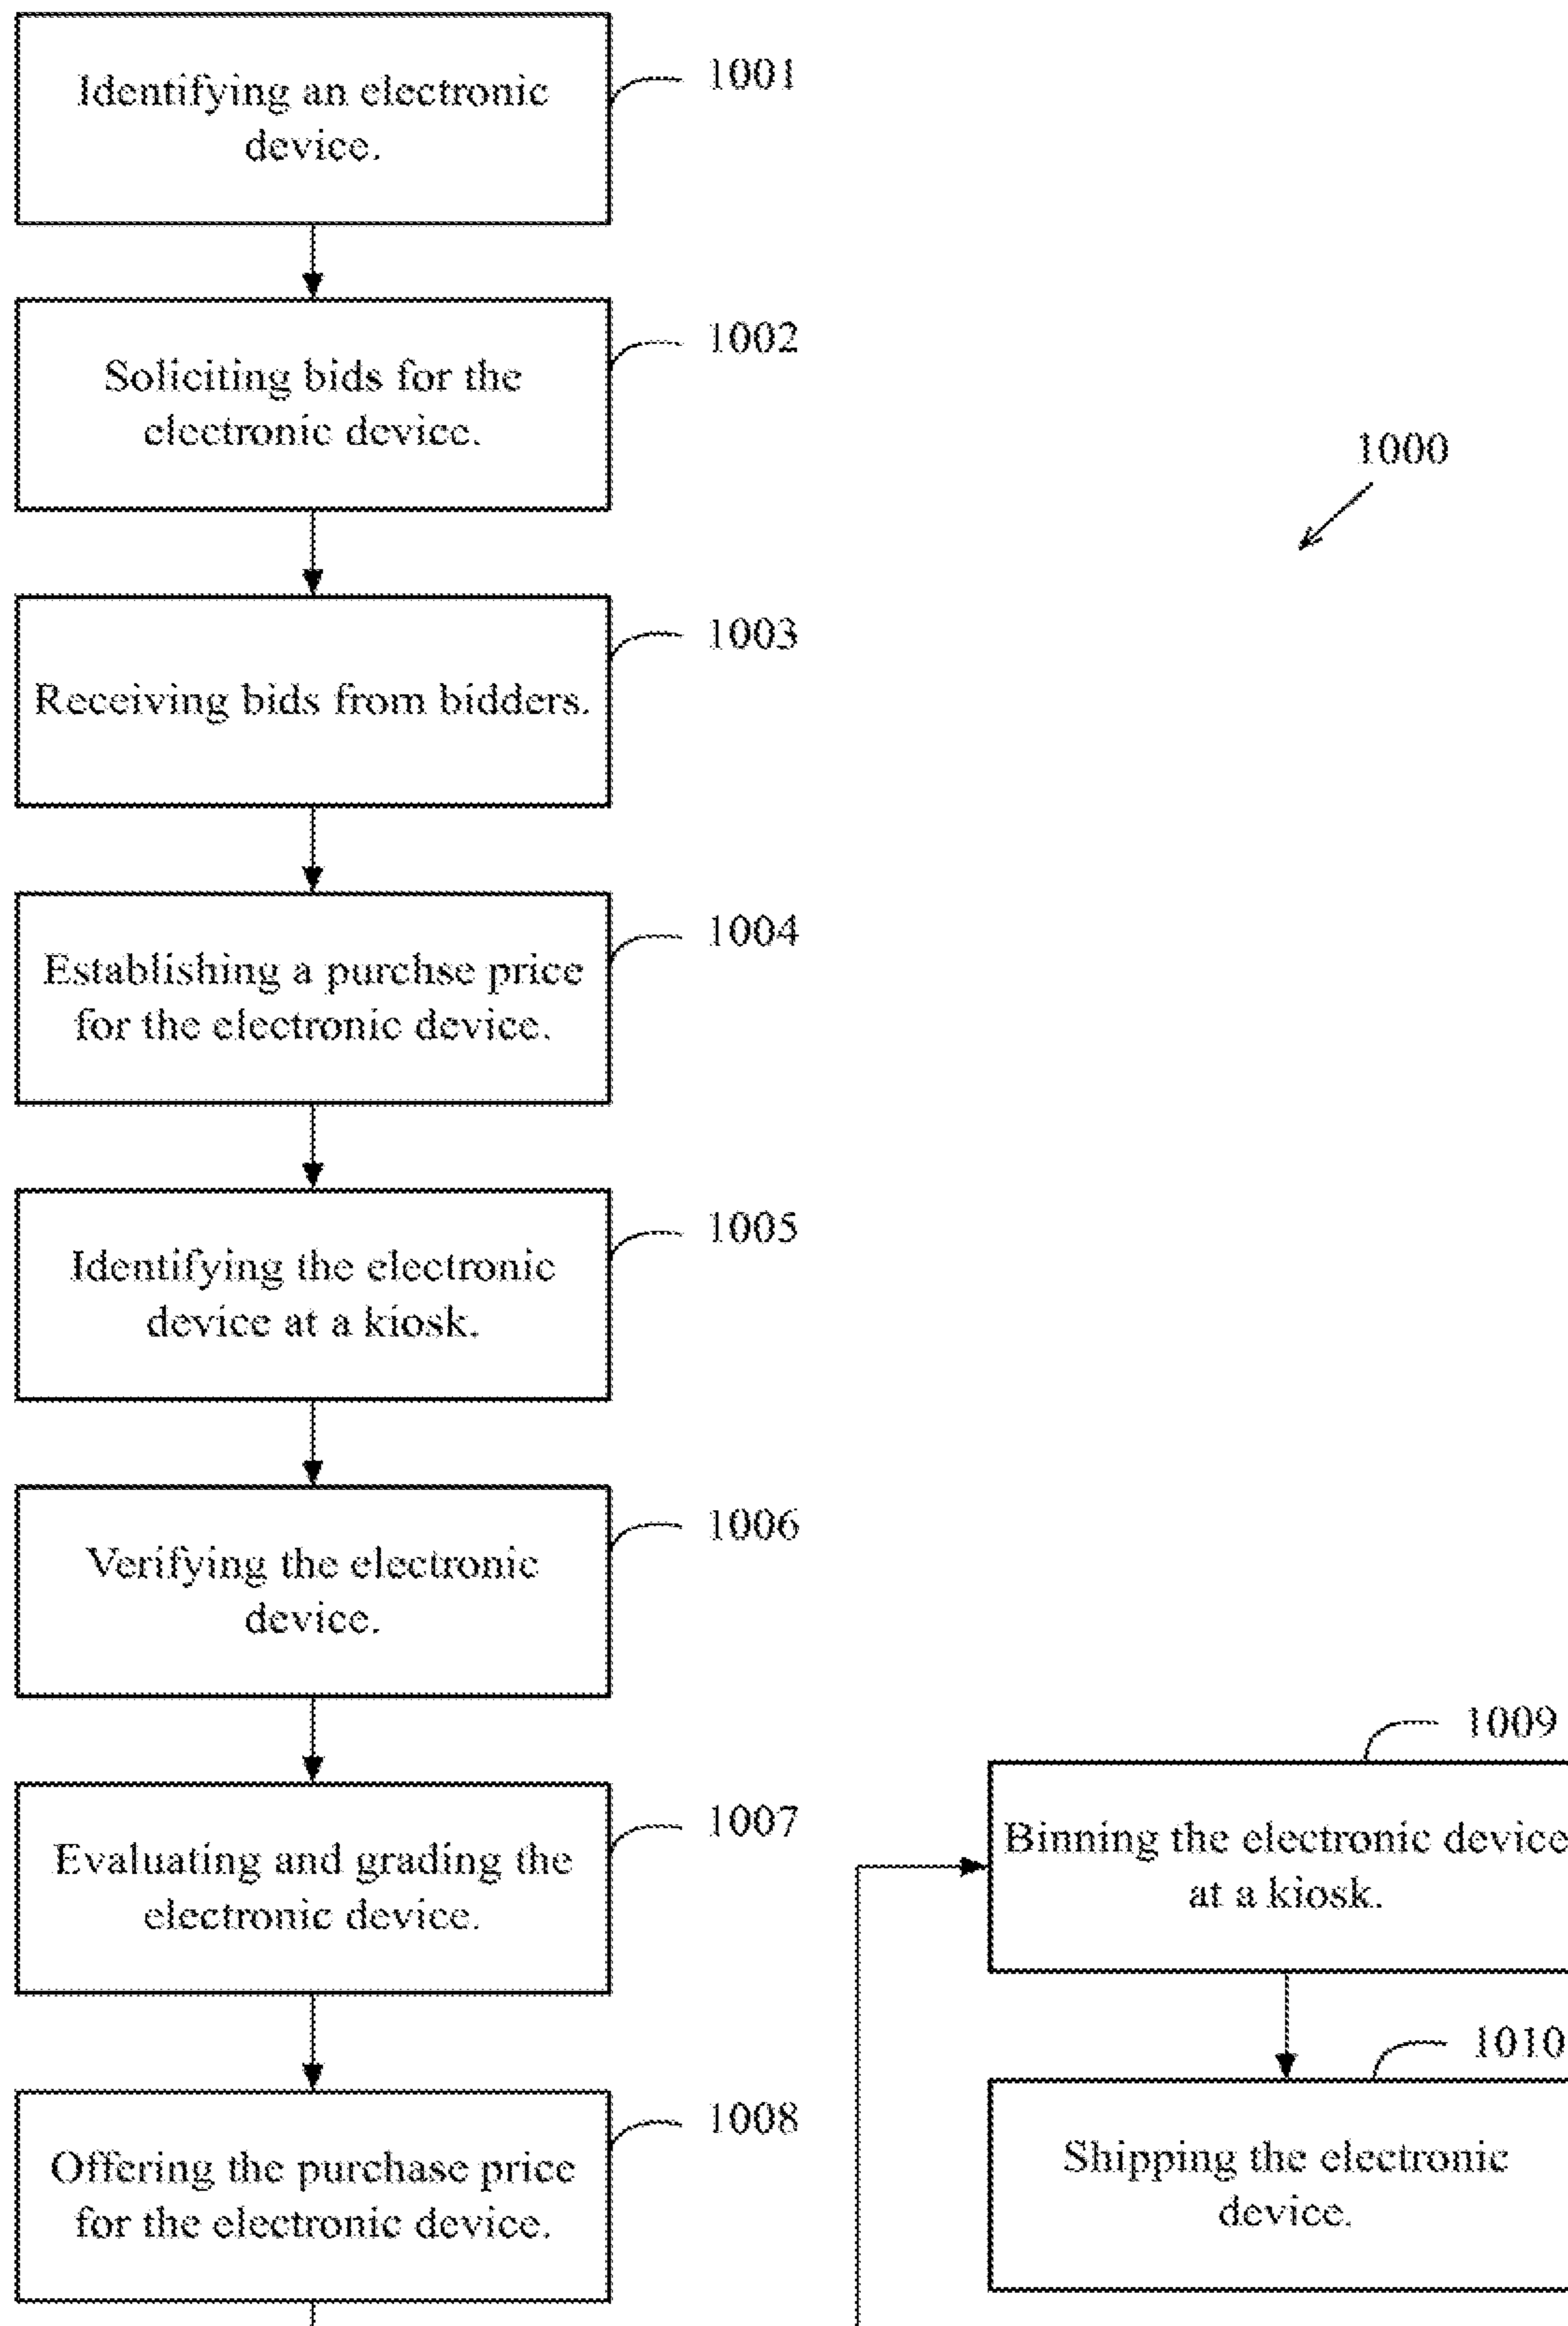 Identifying an electronic
device.
1001
Soliciting bids for the
electronic device.
1002
1000
Receiving bids from bidders.
1003
Establishing a purchse price
for the electronic device.
1004
Identifying the electronic
device at a kiosk.
1005
Verifying the electronic
device.
1006
Evaluating and grading the
electronic device.
1007
Offering the purchase price
for the electronic device.
1008
Binning the electronic device
at a kiosk.
1009
Shipping the electronic
device.
1010